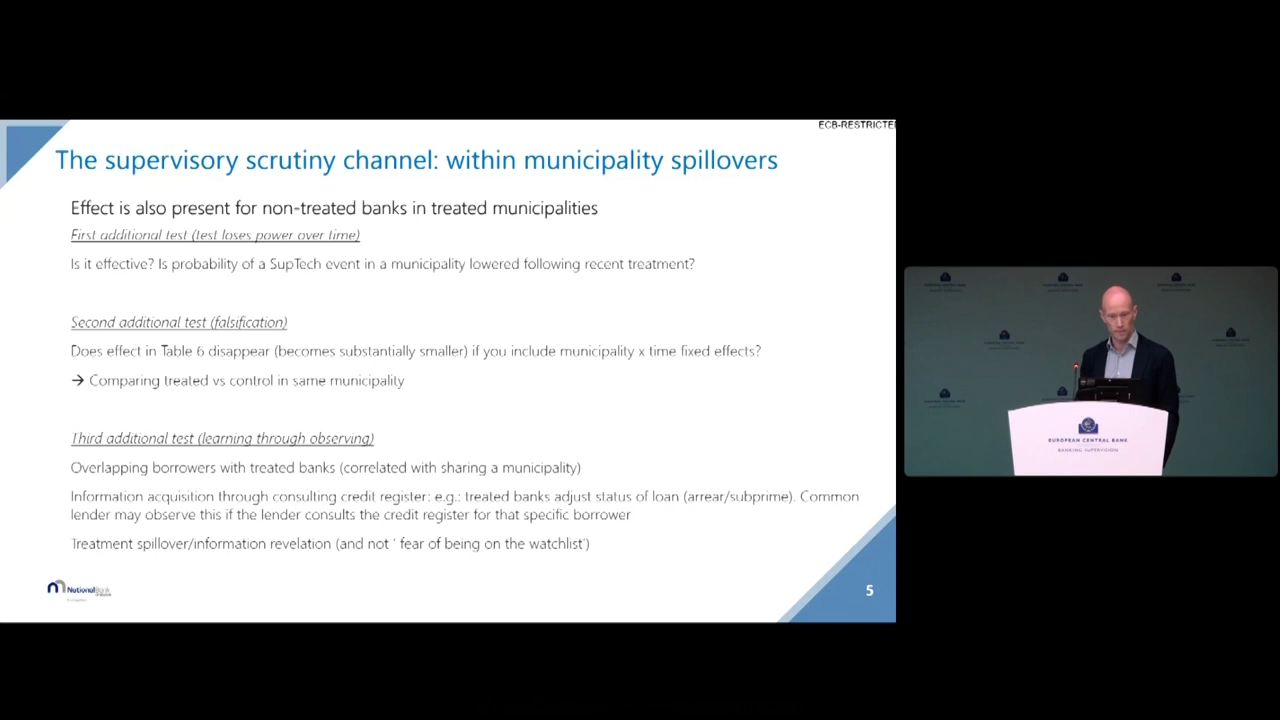 ECB-RESTRICTED
The supervisory scrutiny channel: within municipality spillovers
Effect is also present for non-treated banks in treated municipalities
First additional test (test loses power over time)
Is it effective? Is probability of a SupTech event in a municipality lowered following recent treatment?
Second additional test (falsification)
Does effect in Table 6 disappear (becomes substantially smaller) if you include municipality x time fixed effects?
→ Comparing treated vs control in same municipality
Third additional test (learning through observing)
Overlapping borrowers with treated banks (correlated with sharing a municipality)
Information acquisition through consulting credit register: e.g.: treated banks adjust status of loan (arrear/subprime). Common
lender may observe this if the lender consults the credit register for that specific borrower
Treatment spillover/information revelation (and not ' fear of being on the watchlist')
NationalBank
5
EUROPEAN CENTRAL BANK
BANKING SUPERVISION